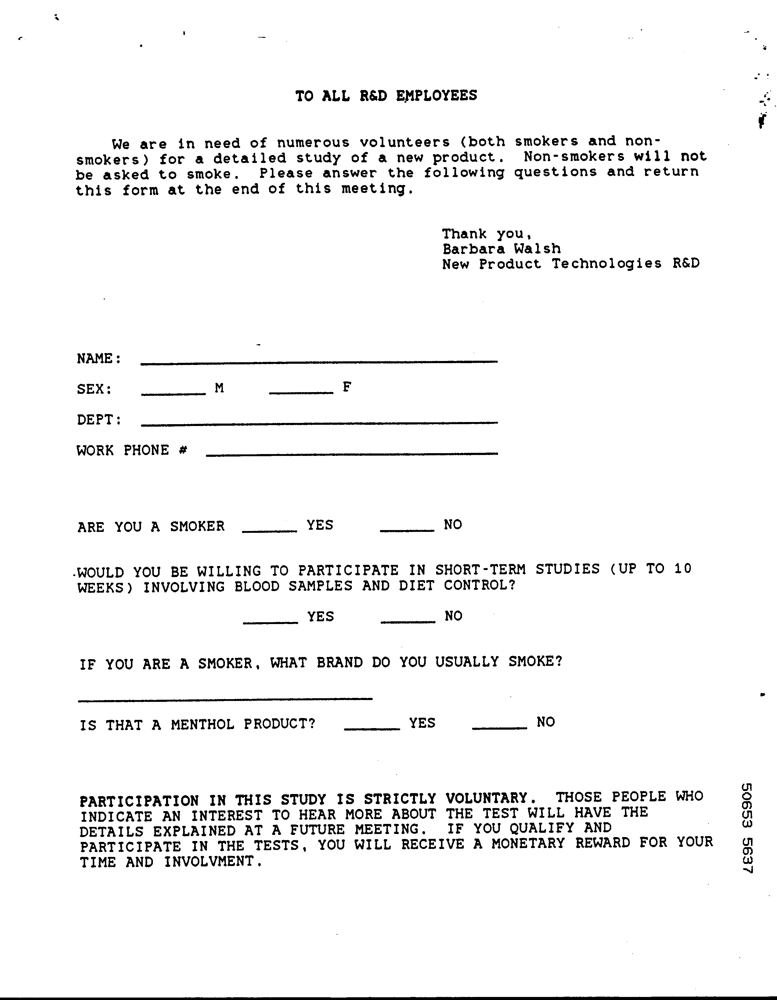 TO ALL R&D EMPLOYEES
We are in need of numerous volunteers (both smokers and non-
smokers) for a detailed study of a new product. Non-smokers will not
be asked to smoke. Please answer the following questions and return
this form at the end of this meeting.
Thank you,
Barbara Walsh
New Product Technologies R&D
NAME: ____________________
SEX: ______ M ______ F
DEPT: ____________________
WORK PHONE # ____________________
ARE YOU A SMOKER ______ YES ______ NO
WOULD YOU BE WILLING TO PARTICIPATE IN SHORT-TERM STUDIES (UP TO 10
WEEKS) INVOLVING BLOOD SAMPLES AND DIET CONTROL?
______ YES ______ NO
IF YOU ARE A SMOKER, WHAT BRAND DO YOU USUALLY SMOKE?
____________________
IS THAT A MENTHOL PRODUCT? ______ YES ______ NO
PARTICIPATION IN THIS STUDY IS STRICTLY VOLUNTARY. THOSE PEOPLE WHO
INDICATE AN INTEREST TO HEAR MORE ABOUT THE TEST WILL HAVE THE
DETAILS EXPLAINED AT A FUTURE MEETING. IF YOU QUALIFY AND
PARTICIPATE IN THE TESTS, YOU WILL RECEIVE A MONETARY REWARD FOR YOUR
TIME AND INVOLVMENT.
50653 5637